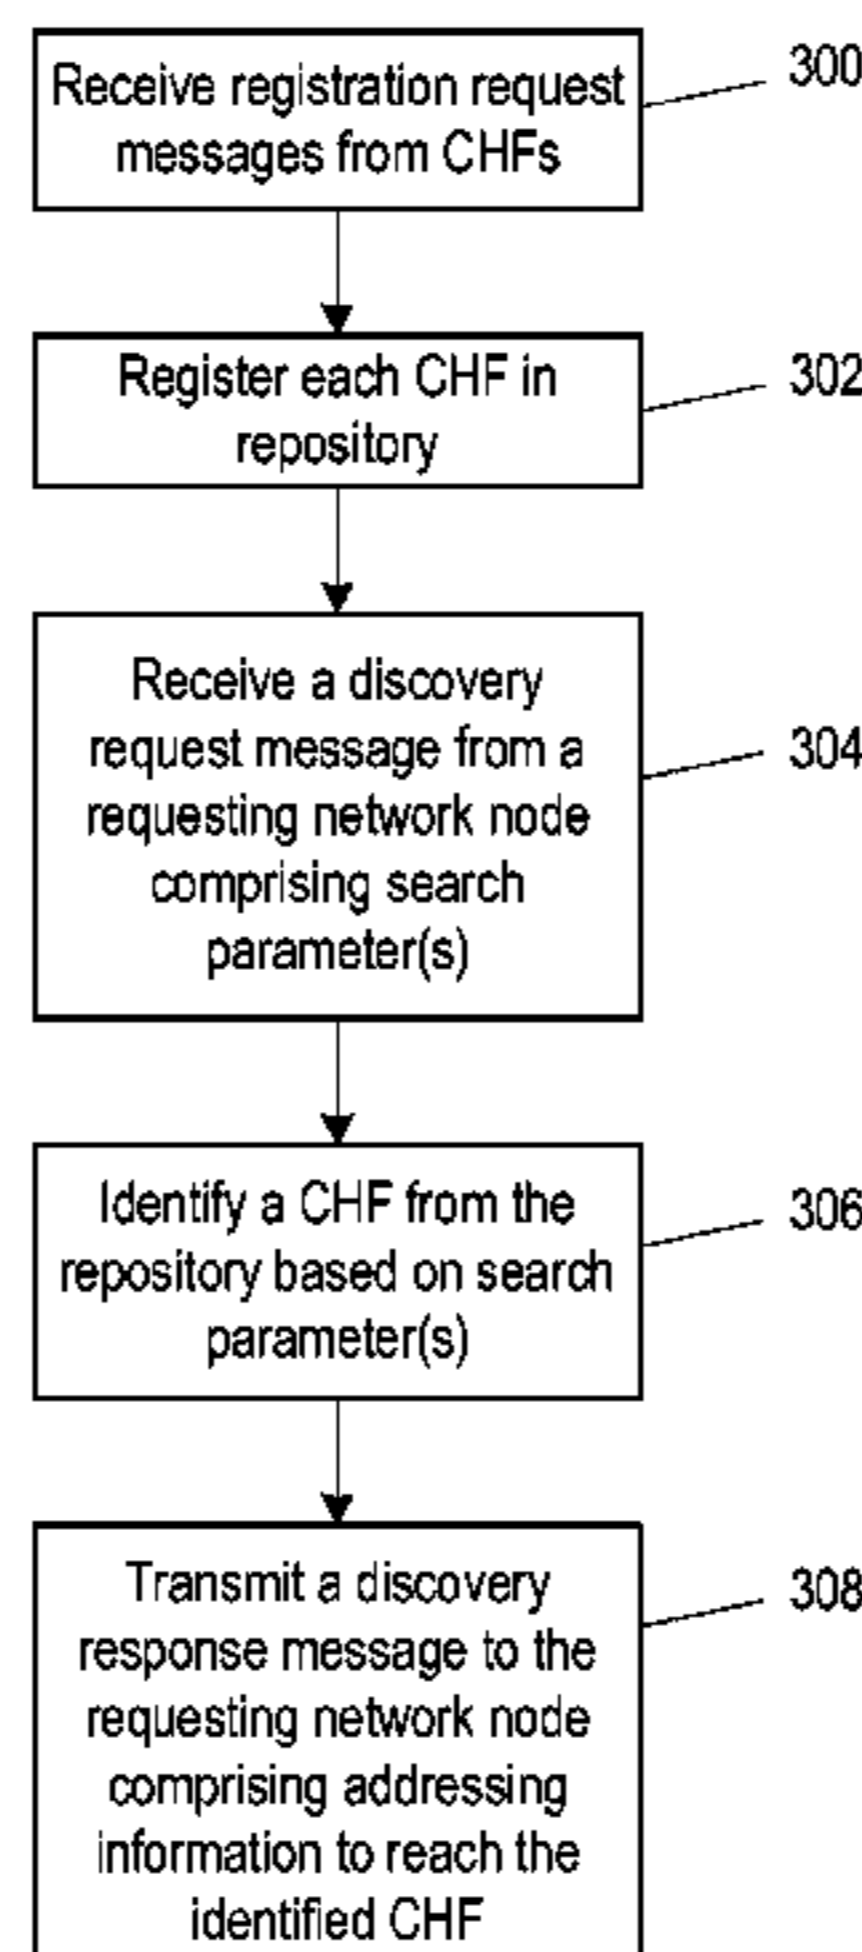 Receive registration request
messages from CHFs
300
Register each CHF in
repository
302
Receive a discovery
request message from a
requesting network node
comprising search
parameter(s)
304
Identify a CHF from the
repository based on search
parameter(s)
306
Transmit a discovery
response message to the
requesting network node
comprising addressing
information to reach the
identified CHF
308